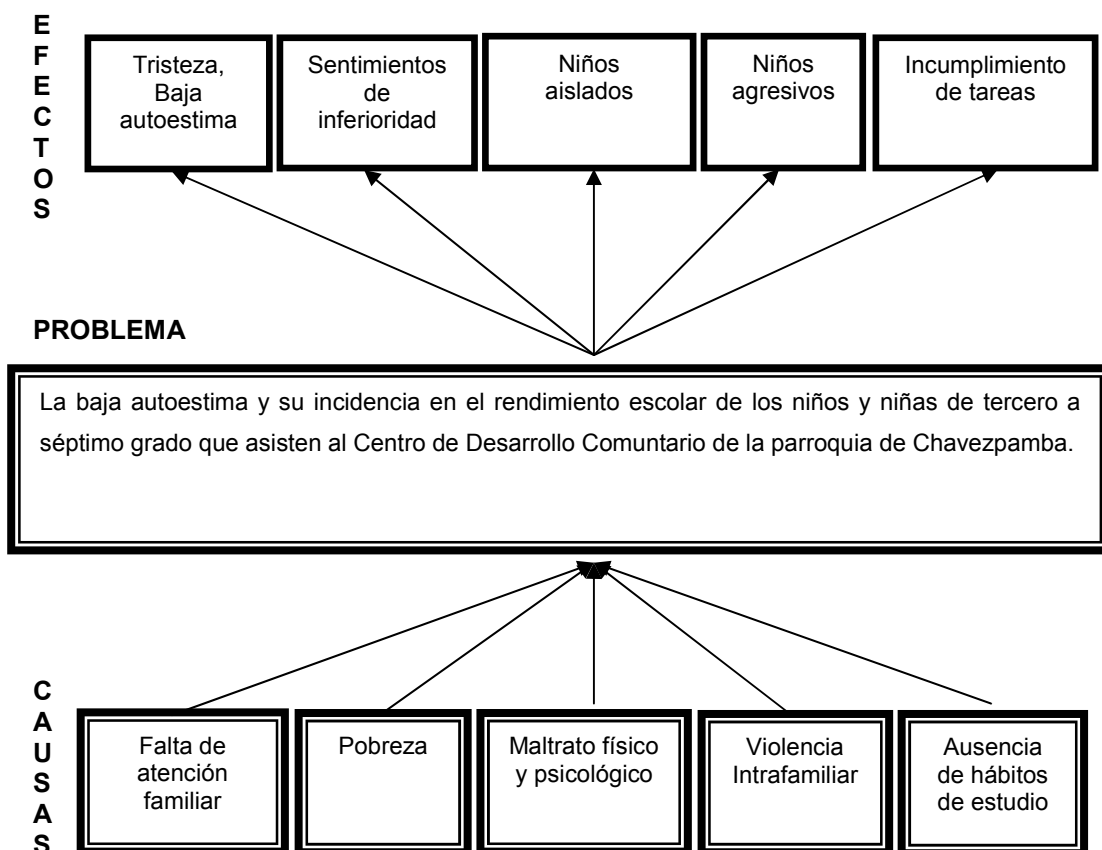 EFECTOS
Tristeza,
Baja
autoestima
Sentimientos
de
inferioridad
Niños
aislados
Niños
agresivos
Incumplimiento
de tareas
PROBLEMA
La baja autoestima y su incidencia en el rendimiento escolar de los niños y niñas de tercero a
séptimo grado que asisten al Centro de Desarrollo Comuntario de la parroquia de Chavezpamba.
CAUSAS
Falta de
atención
familiar
Pobreza
Maltrato físico
y psicológico
Violencia
Intrafamiliar
Ausencia
de hábitos
de estudio